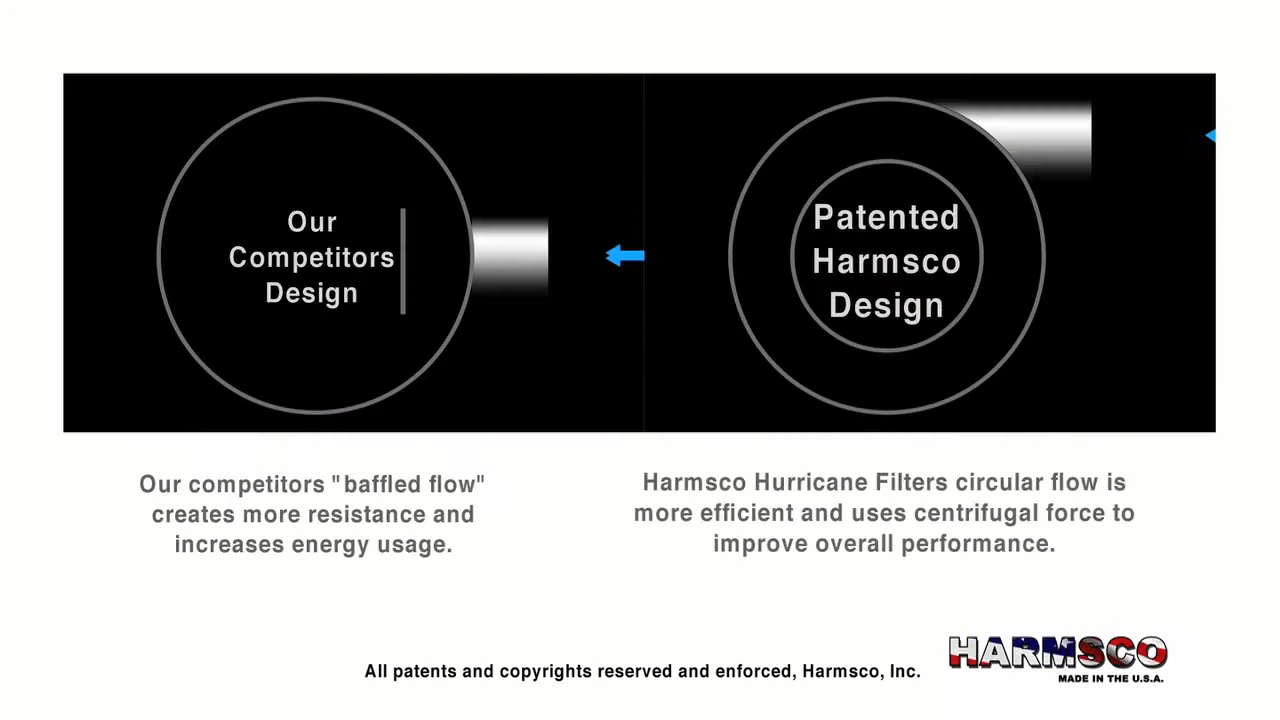 Our
Competitors
Design
Patented
Harmsco
Design
Our competitors "baffled flow"
creates more resistance and
increases energy usage.
Harmsco Hurricane Filters circular flow is
more efficient and uses centrifugal force to
improve overall performance.
All patents and copyrights reserved and enforced, Harmsco, Inc.
HARMSCO
MADE IN THE U.S.A.